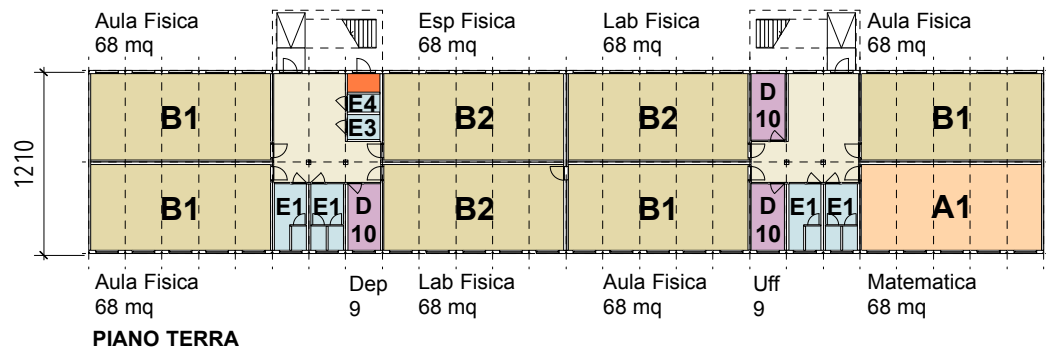 Aula Fisica
68 mq
Esp Fisica
68 mq
Lab Fisica
68 mq
Aula Fisica
68 mq
B1
E4
E3
B2
B2
D
10
B1
1210
B1
E1
E1
D
10
B2
B1
D
10
E1
E1
A1
Aula Fisica
68 mq
Dep
9
Lab Fisica
68 mq
Aula Fisica
68 mq
Uff
9
Matematica
68 mq
PIANO TERRA